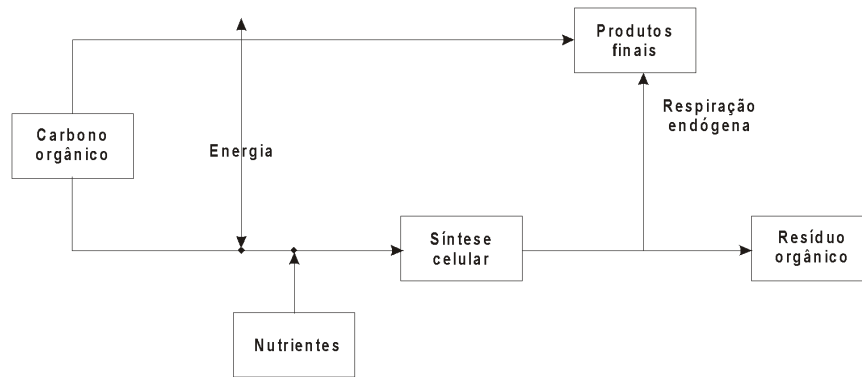 Produtos
finais
Respiração
endógena
Carbono
orgânico
Energia
Síntese
celular
Resíduo
orgânico
Nutrientes